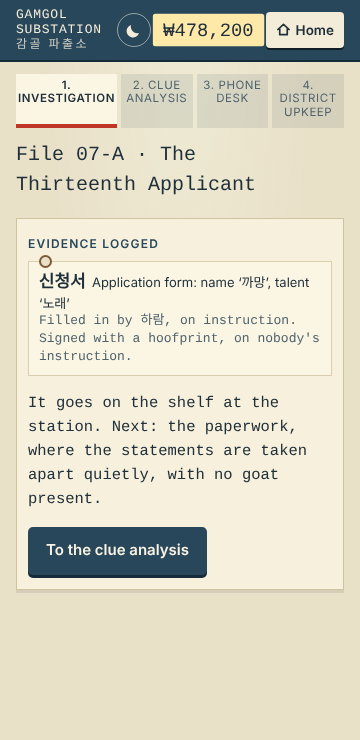 GAMGOL
SUBSTATION
감골 파출소
₩478,200
Home
1.
INVESTIGATION
2. CLUE
ANALYSIS
3. PHONE
DESK
4.
DISTRICT
UPKEEP
File 07-A · The
Thirteenth Applicant
EVIDENCE LOGGED
신청서 Application form: name ‘까망’, talent
‘노래’
Filled in by 하람, on instruction.
Signed with a hoofprint, on nobody's
instruction.
It goes on the shelf at the
station. Next: the paperwork,
where the statements are taken
apart quietly, with no goat
present.
To the clue analysis